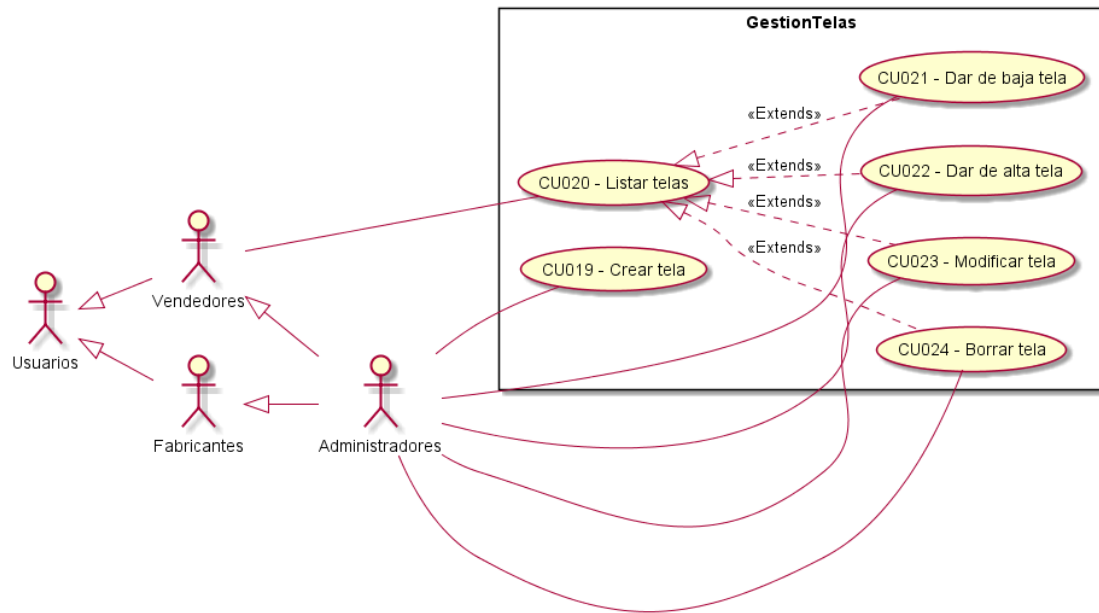 GestionTelas
CU021 - Dar de baja tela
«Extends»
CU020 - Listar telas
«Extends»
CU022 - Dar de alta tela
«Extends»
«Extends»
CU023 - Modificar tela
CU019 - Crear tela
CU024 - Borrar tela
Vendedores
Usuarios
Fabricantes
Administradores